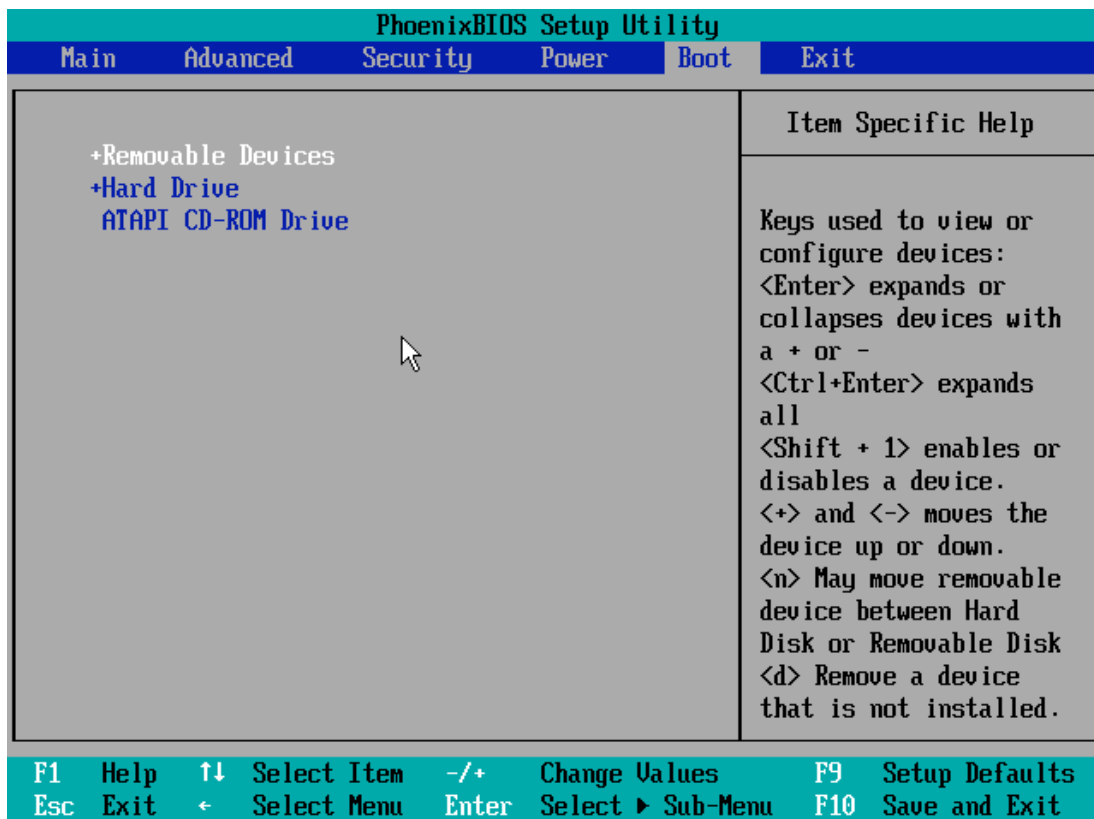 PhoenixBIOS Setup Utility
Main Advanced Security Power Boot Exit
+Removable Devices
+Hard Drive
ATAPI CD-ROM Drive
Item Specific Help
Keys used to view or
configure devices:
<Enter> expands or
collapses devices with
a + or -
<Ctrl+Enter> expands
all
<Shift + 1> enables or
disables a device.
<+> and <-> moves the
device up or down.
<n> May move removable
device between Hard
Disk or Removable Disk
<d> Remove a device
that is not installed.
F1 Help ↑↓ Select Item -/+ Change Values F9 Setup Defaults
Esc Exit ← Select Menu Enter Select ▶ Sub-Menu F10 Save and Exit